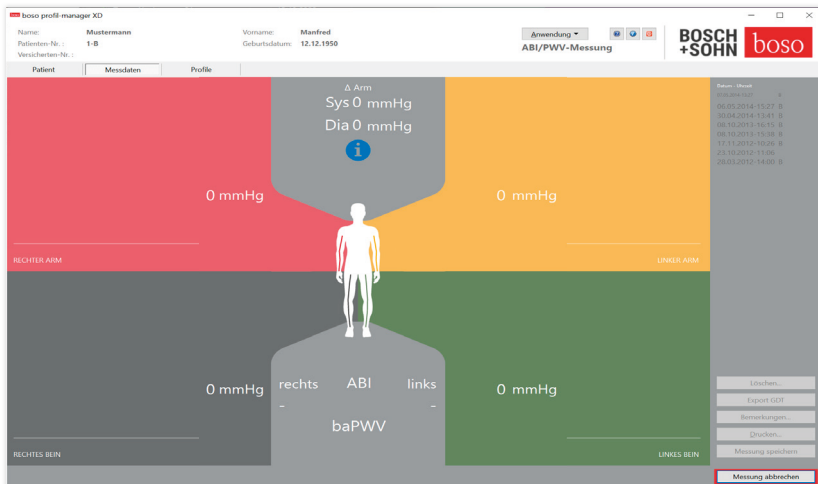 boso profil-manager XD
Name: Mustermann Vorname: Manfred
Patienten-Nr. : 1-B Geburtsdatum: 12.12.1950
Versicherten-Nr. :
Anwendung
ABI/PWV-Messung
BOSCH
+SOHN
boso
Patient Messdaten Profile
Δ Arm
Sys 0 mmHg
Dia 0 mmHg
i
0 mmHg 0 mmHg
RECHTER ARM LINKER ARM
0 mmHg rechts ABI links 0 mmHg
- -
baPWV
RECHTES BEIN LINKES BEIN
Datum - Uhrzeit
06.05.2014-15:27 B
30.04.2014-13:41 B
08.10.2013-16:15 B
08.10.2013-15:38 B
17.11.2012-10:26 B
23.10.2012-11:06
28.03.2012-14:00 B
Löschen...
Export GDT
Bemerkungen...
Drucken...
Messung speichern
Messung abbrechen